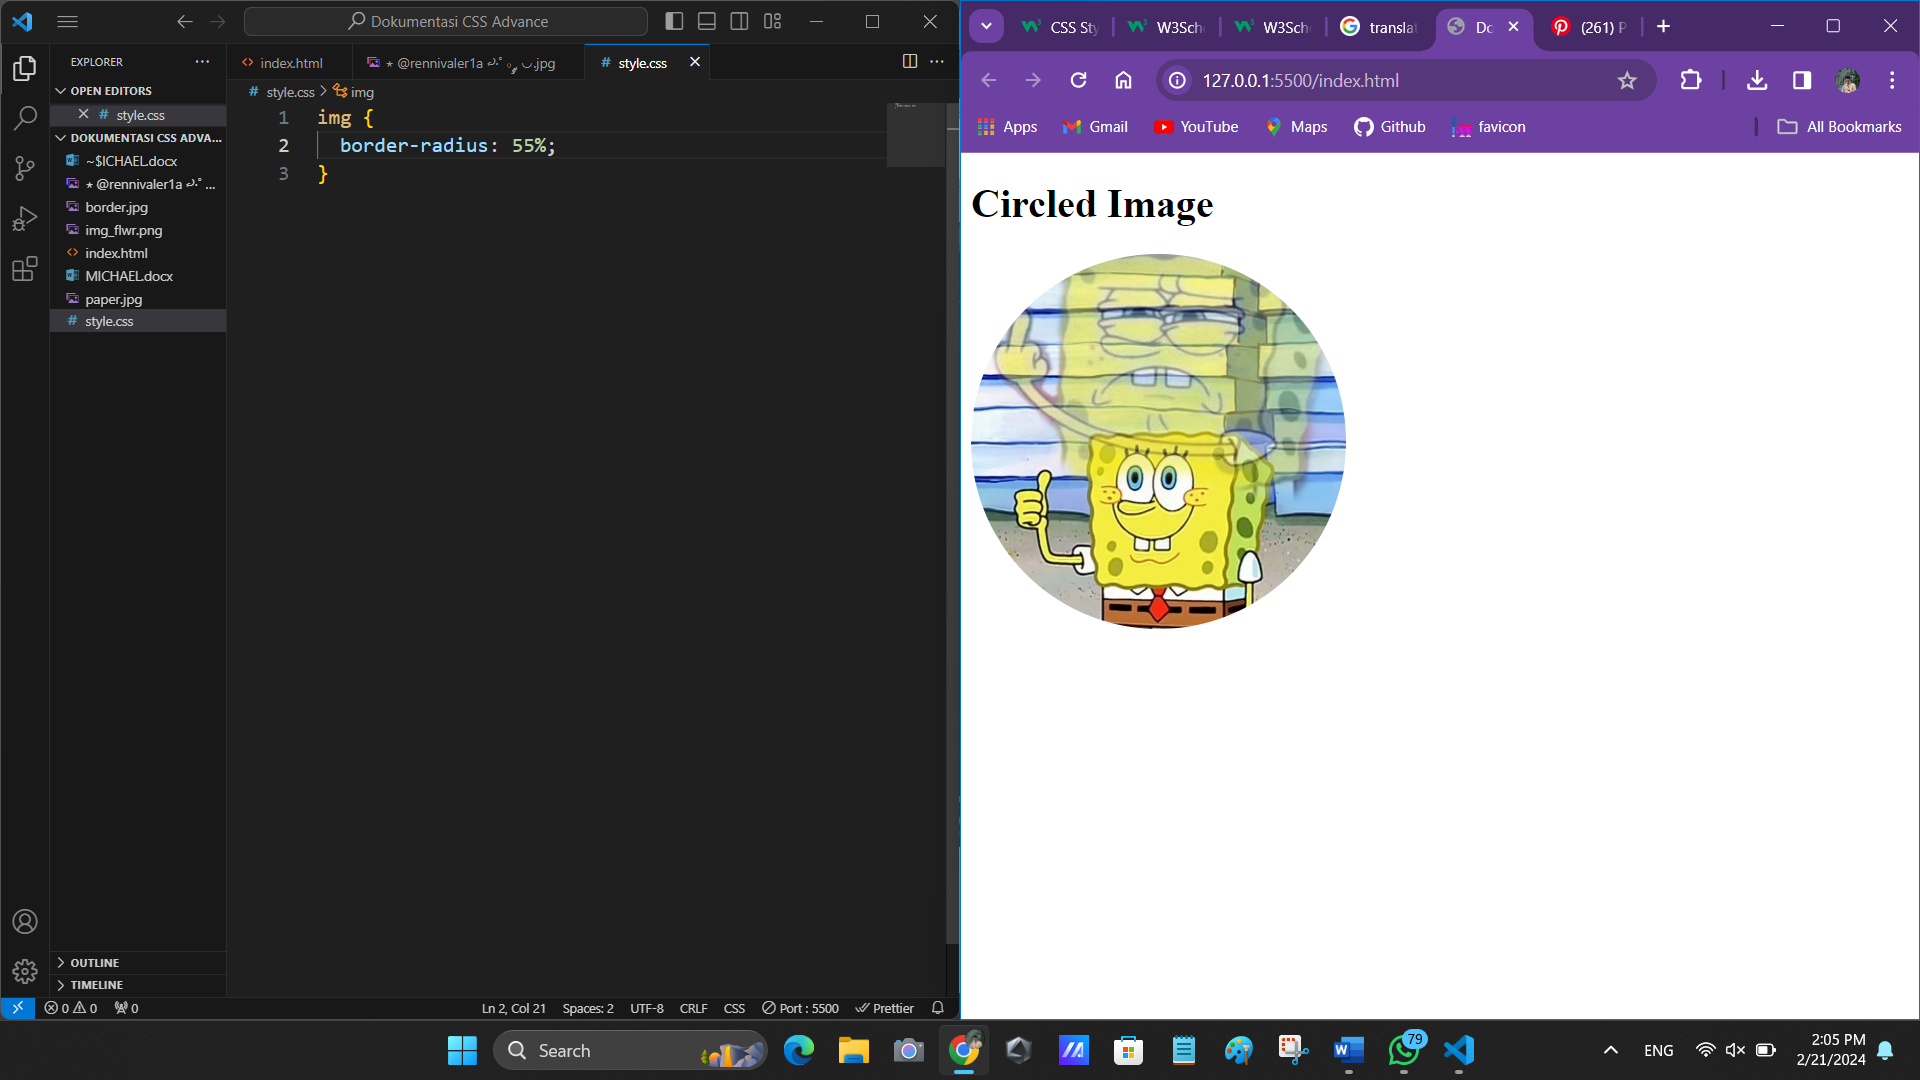 Dokumentasi CSS Advance
EXPLORER
OPEN EDITORS
style.css
DOKUMENTASI CSS ADVA...
~$ICHAEL.docx
⋆ @rennivaler1a ...
border.jpg
img_flwr.png
index.html
MICHAEL.docx
paper.jpg
style.css
OUTLINE
TIMELINE
index.html
⋆ @rennivaler1a .jpg
style.css
style.css > img
1 img {
2 border-radius: 55%;
3 }
0 0 0
Ln 2, Col 21 Spaces: 2 UTF-8 CRLF CSS Port : 5500 Prettier
CSS Sty
W3Sch
W3Sch
translat
Do
(261) P
127.0.0.1:5500/index.html
Apps Gmail YouTube Maps Github favicon All Bookmarks
Circled Image
Search
79
ENG
2:05 PM
2/21/2024